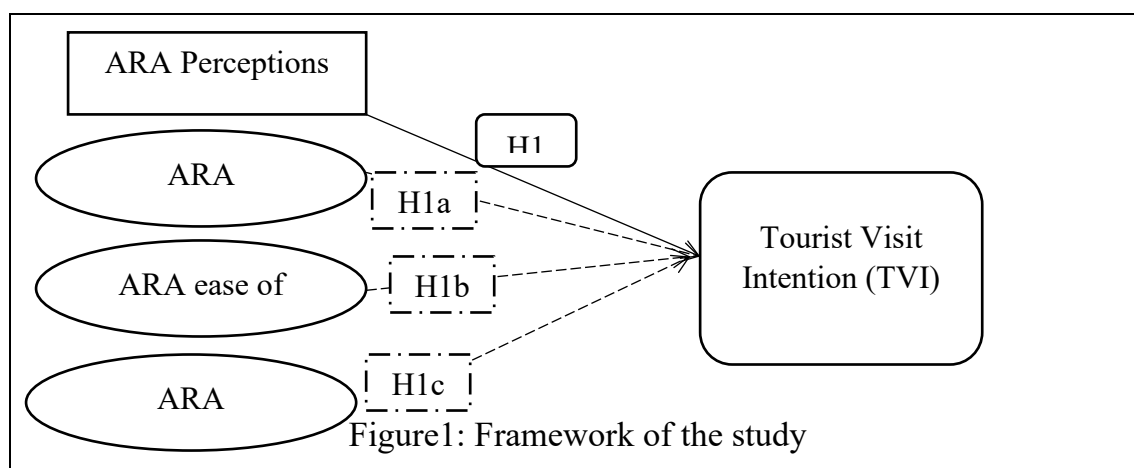 ARA Perceptions
H1
ARA
H1a
Tourist Visit
Intention (TVI)
ARA ease of
H1b
ARA
H1c
Figure1: Framework of the study